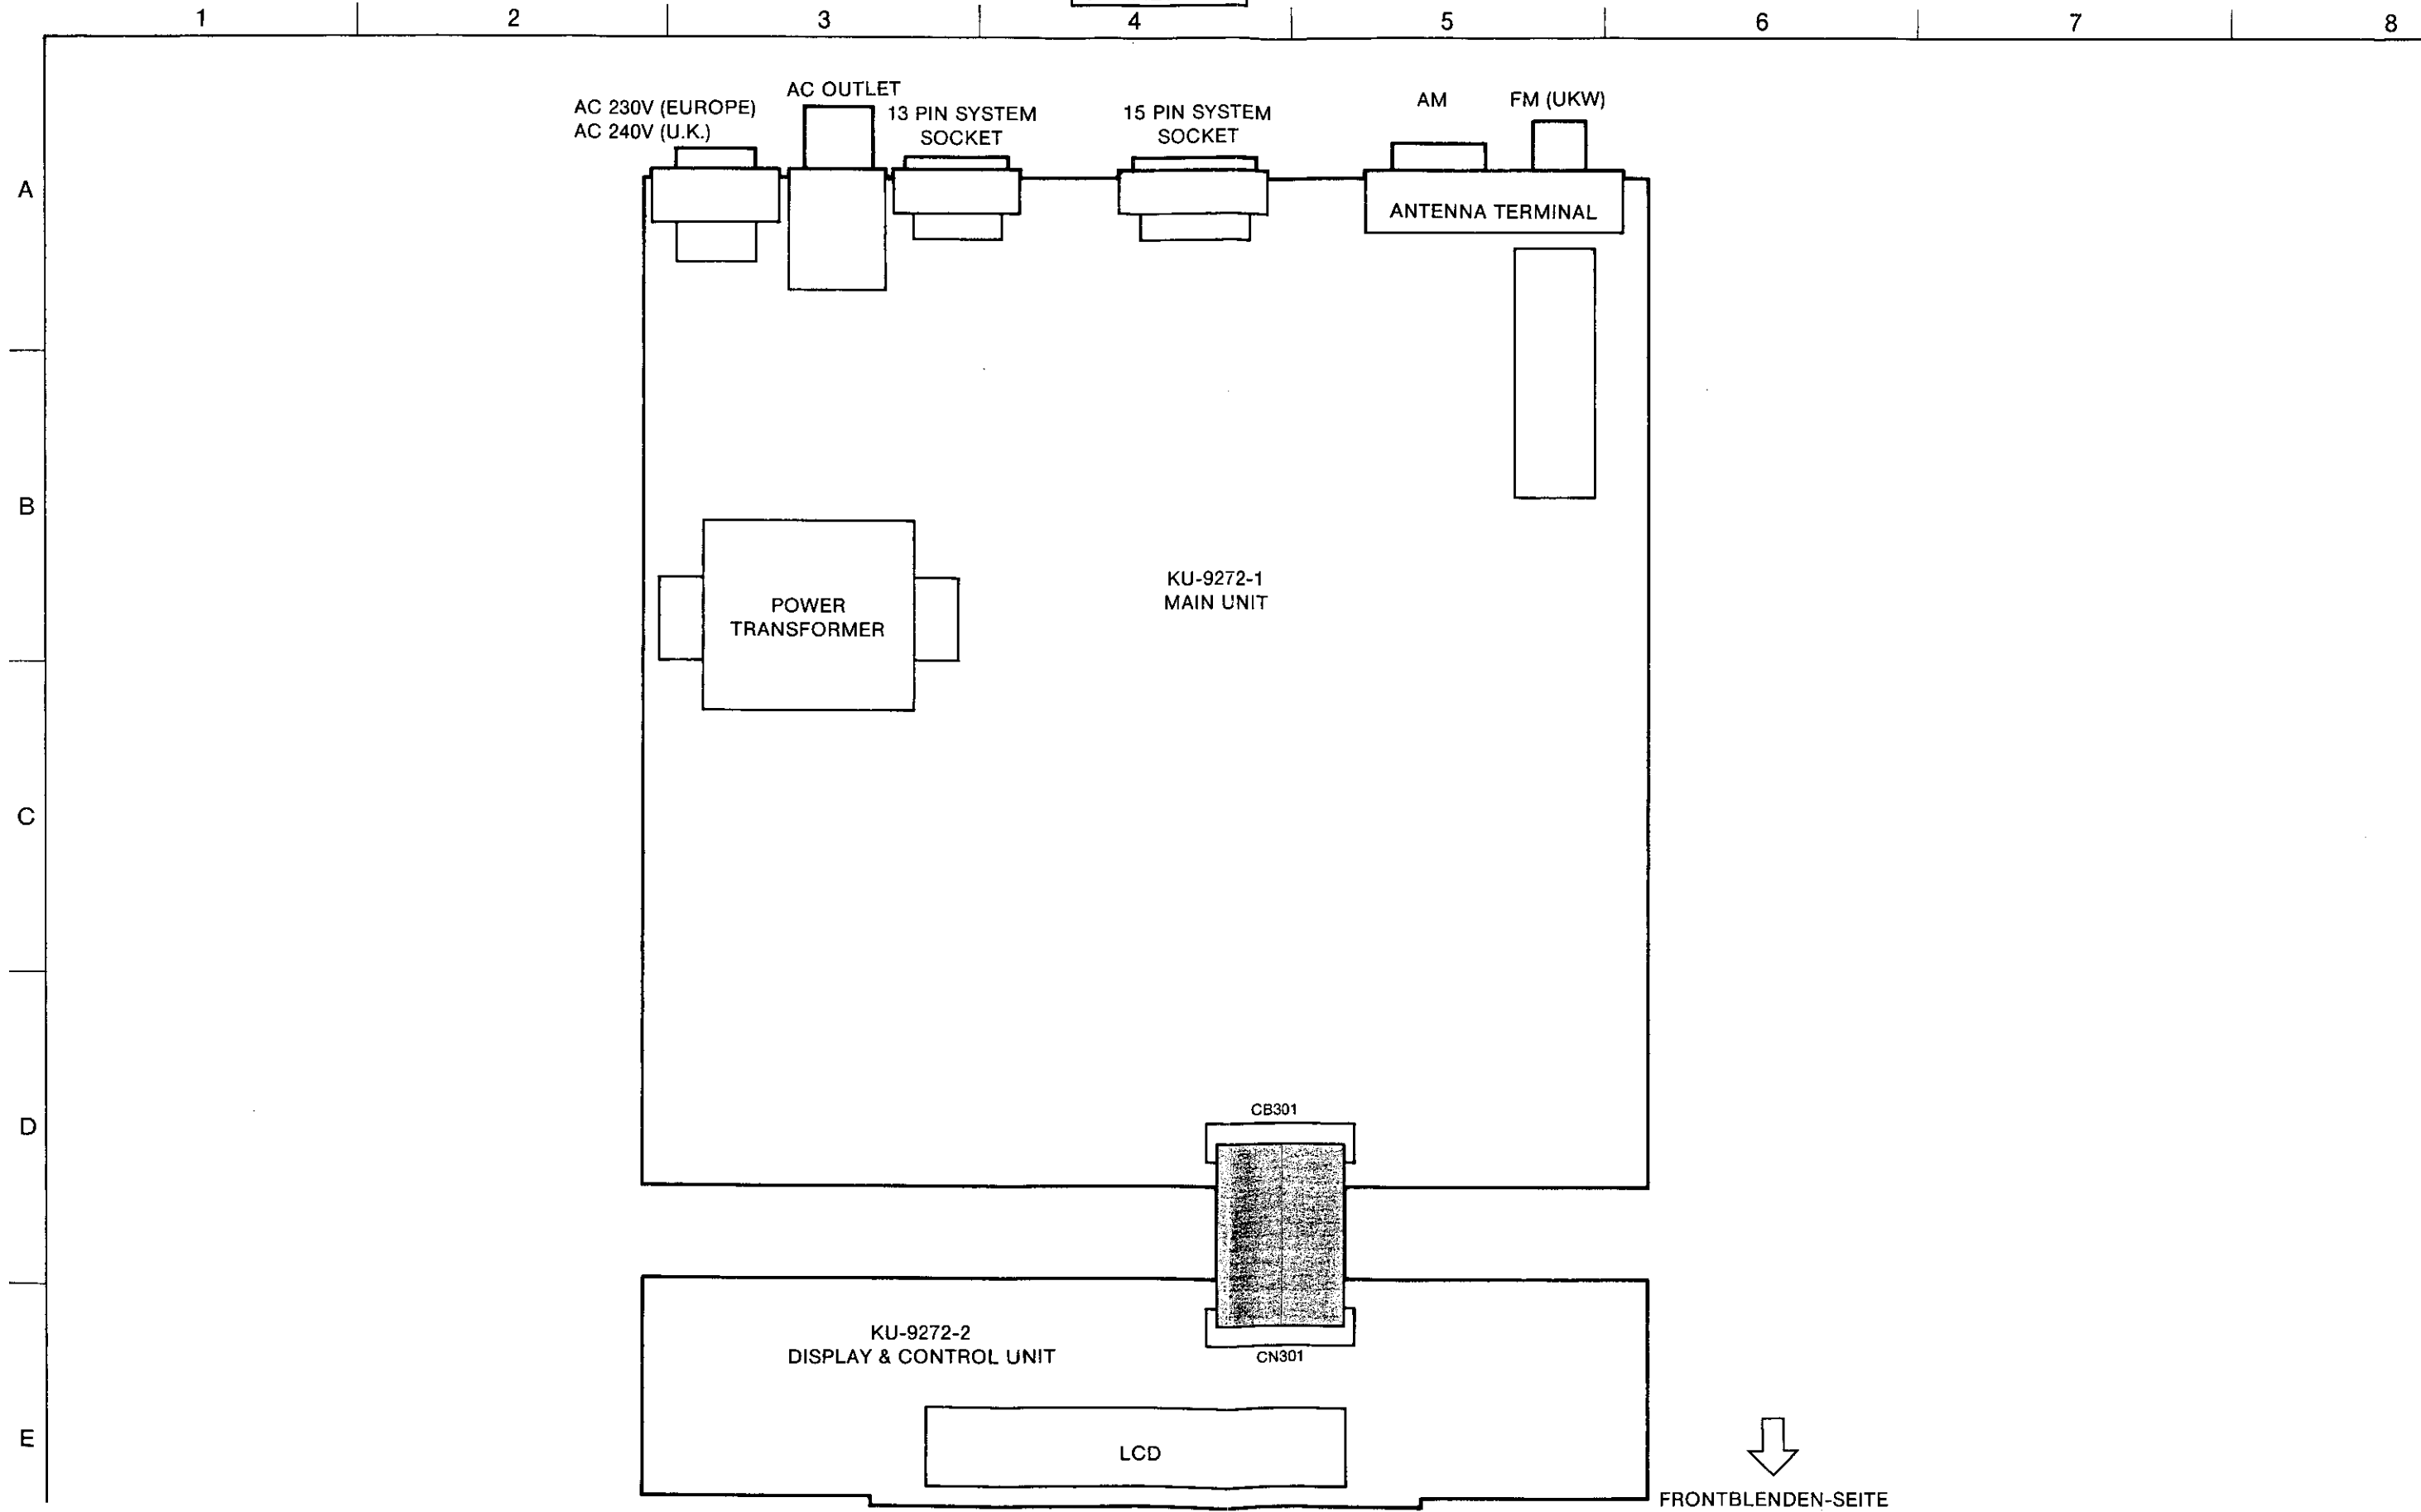 1 2 3 4 5 6 7 8
AC OUTLET
AC 230V (EUROPE)
AC 240V (U.K.)
13 PIN SYSTEM
SOCKET
15 PIN SYSTEM
SOCKET
AM
FM (UKW)
A
ANTENNA TERMINAL
B
KU-9272-1
MAIN UNIT
POWER
TRANSFORMER
C
D
CB301
KU-9272-2
DISPLAY & CONTROL UNIT
CN301
E
LCD
FRONTBLENDEN-SEITE